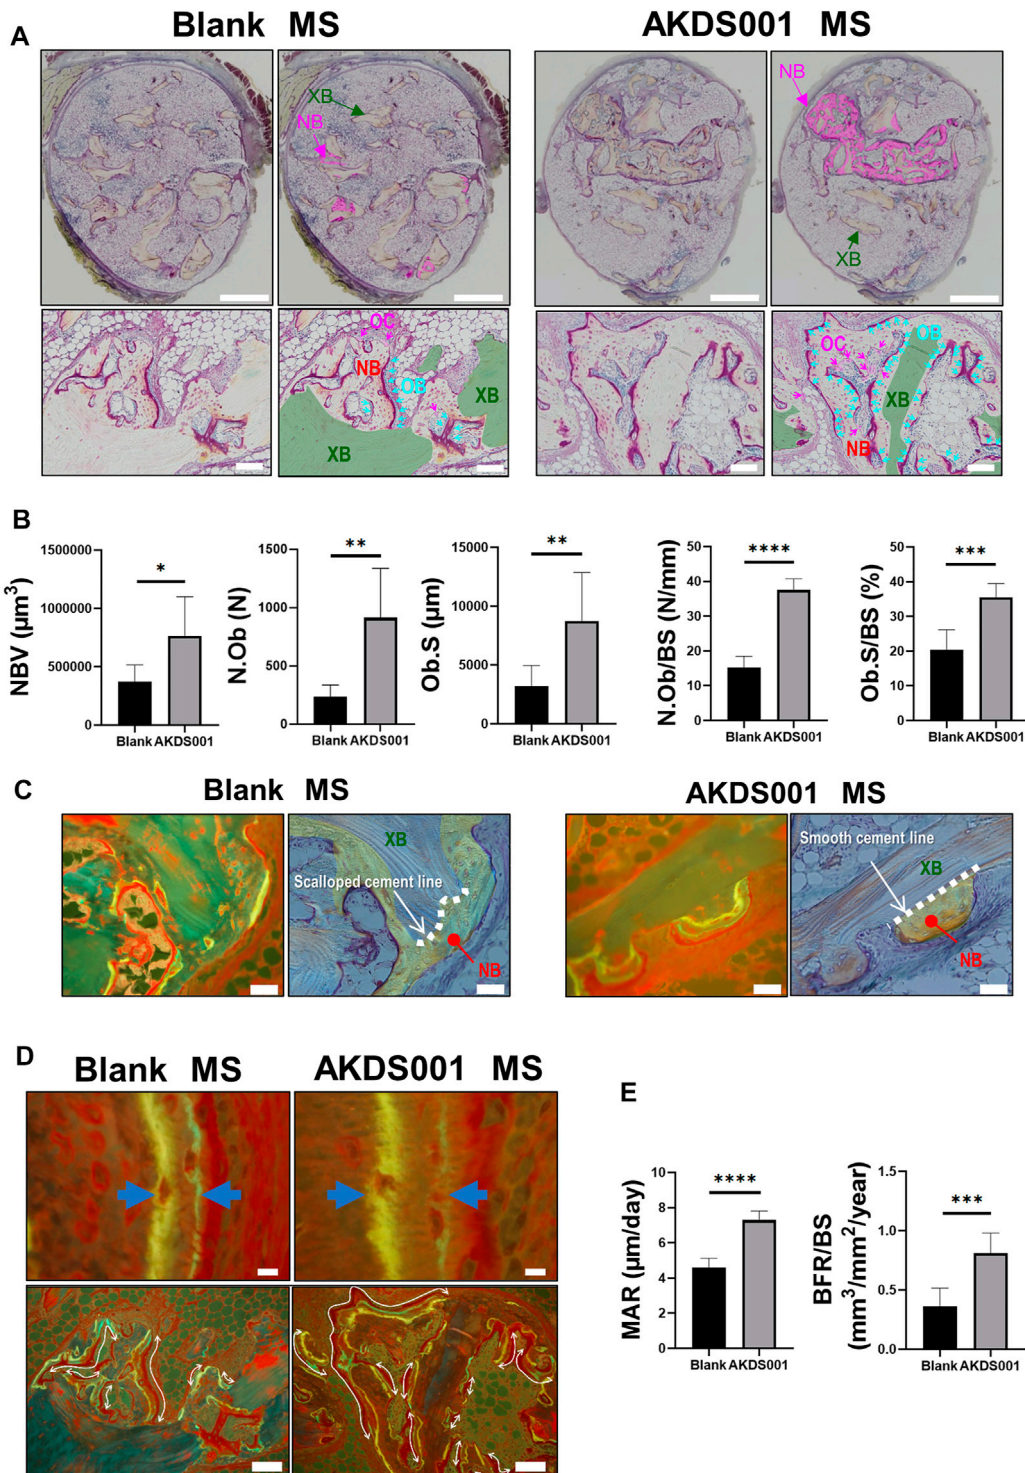 A
Blank MS
AKDS001 MS
XB
NB
NB
XB
OC
NB
OB
XB
XB
OC
OB
XB
NB
B
NBV (µm³)
1500000
1000000
500000
0
*
Blank AKDS001
N.Ob (N)
1500
1000
500
0
**
Blank AKDS001
Ob.S (µm)
15000
10000
5000
0
**
Blank AKDS001
N.Ob/BS (N/mm)
50
40
30
20
10
0
****
Blank AKDS001
Ob.S/BS (%)
50
40
30
20
10
0
***
Blank AKDS001
C
Blank MS
AKDS001 MS
XB
Scalloped cement line
NB
Smooth cement line
XB
NB
D
Blank MS
AKDS001 MS
E
MAR (µm/day)
8
6
4
2
0
****
Blank AKDS001
BFR/BS
(mm³/mm²/year)
1.5
1.0
0.5
0.0
***
Blank AKDS001